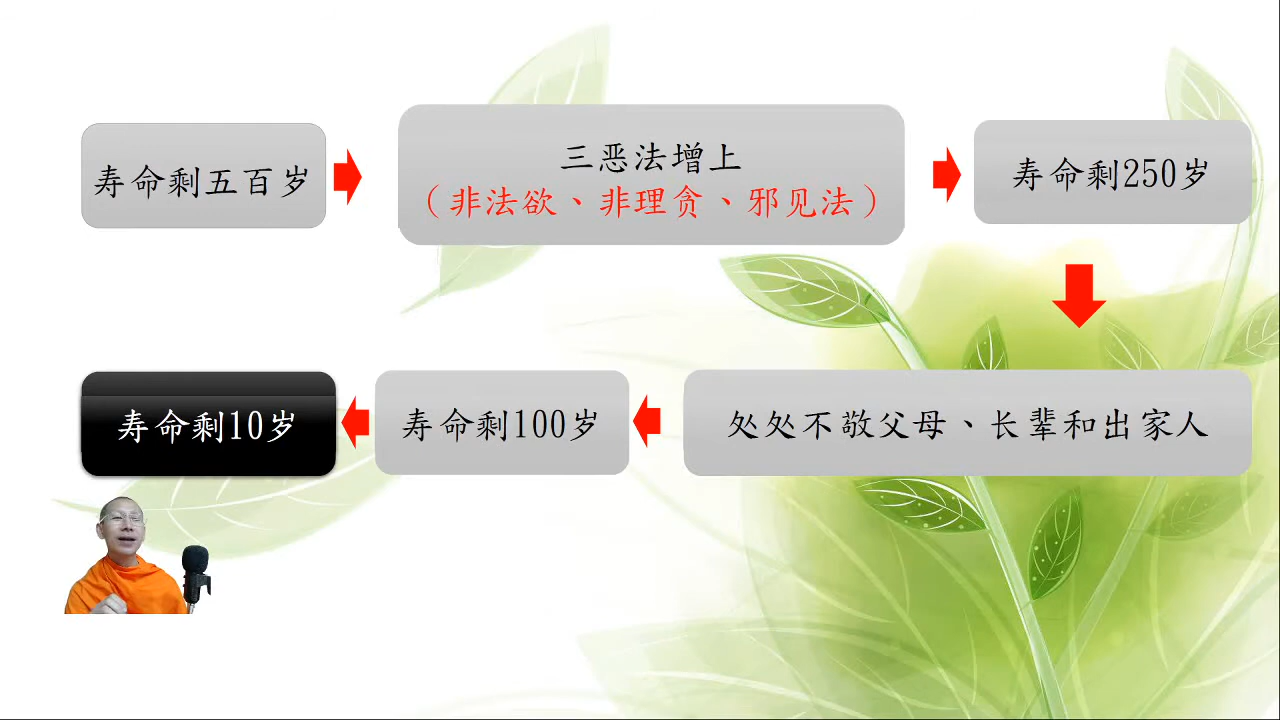 寿命剩五百岁
三恶法增上
（非法欲、非理贪、邪见法）
寿命剩250岁
处处不敬父母、长辈和出家人
寿命剩100岁
寿命剩10岁